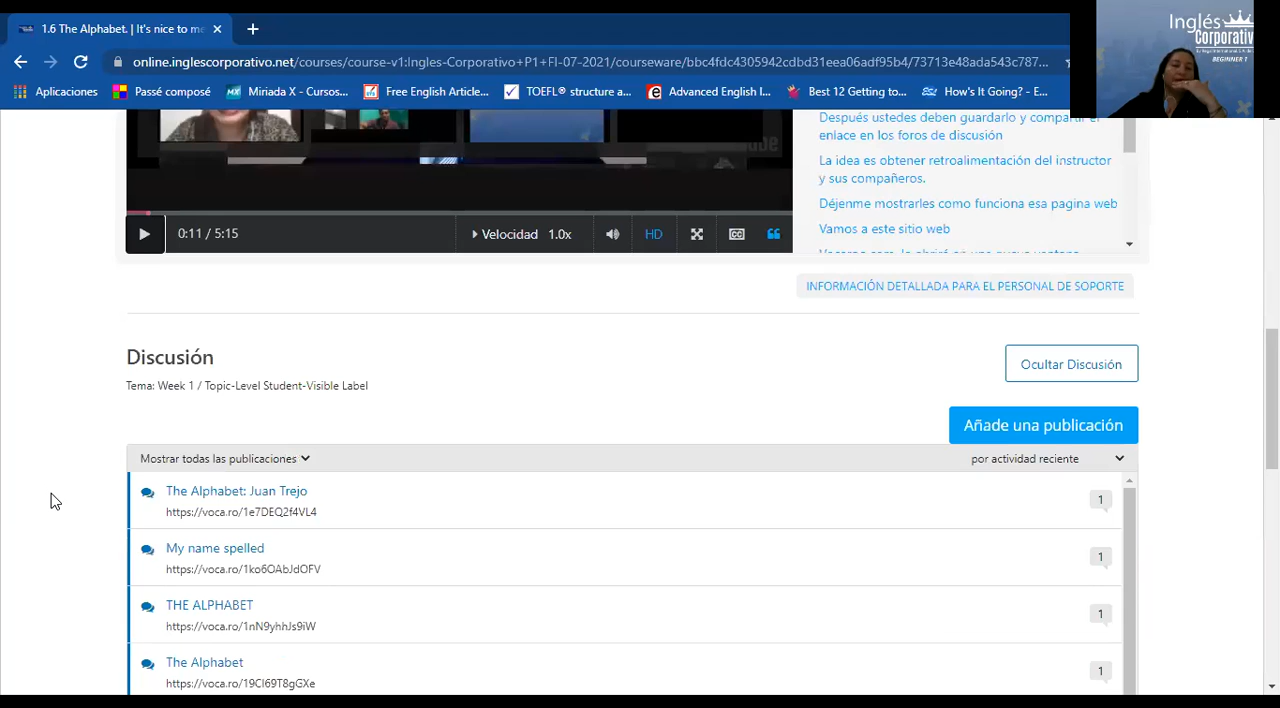 1.6 The Alphabet. | It's nice to me
online.inglescorporativo.net/courses/course-v1:Ingles-Corporativo+P1+FI-07-2021/courseware/bbc4fdc4305942cdbd31eea06adf95b4/73713e48ada543c787...
Aplicaciones
Passé composé
Miriada X - Cursos...
Free English Article...
TOEFL® structure a...
Advanced English I...
Best 12 Getting to...
How's It Going? - E...
Inglés
Corporativo
BEGINNER 1
Después ustedes deben guardarlo y compartir el
enlace en los foros de discusión
La idea es obtener retroalimentación del instructor
y sus compañeros.
Déjenme mostrarles como funciona esa pagina web
Vamos a este sitio web
0:11 / 5:15
Velocidad 1.0x
HD
CC
INFORMACIÓN DETALLADA PARA EL PERSONAL DE SOPORTE
Discusión
Ocultar Discusión
Tema: Week 1 / Topic-Level Student-Visible Label
Añade una publicación
Mostrar todas las publicaciones
por actividad reciente
The Alphabet: Juan Trejo
https://voca.ro/1e7DEQ2f4VL4
1
My name spelled
https://voca.ro/1ko6OAbJdOFV
1
THE ALPHABET
https://voca.ro/1nN9yhhJs9iW
1
The Alphabet
https://voca.ro/19Cl69T8gGXe
1